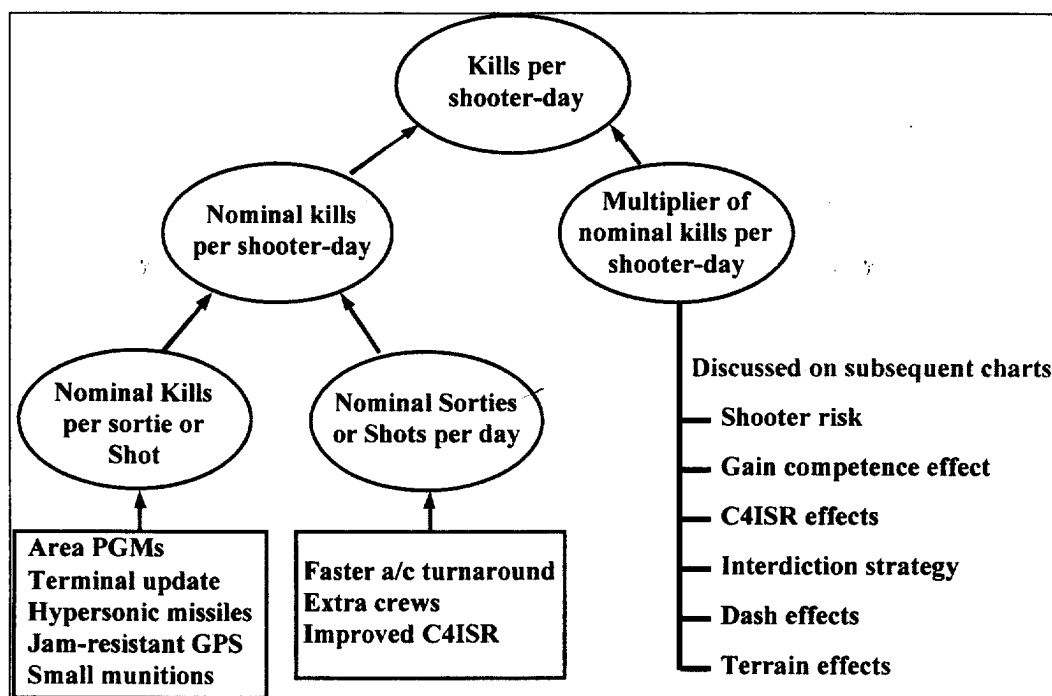 Kills per
shooter-day
Nominal kills
per shooter-day
Multiplier of
nominal kills per
shooter-day
Nominal Kills
per sortie or
Shot
Nominal Sorties
or Shots per day
Area PGMs
Terminal update
Hypersonic missiles
Jam-resistant GPS
Small munitions
Faster a/c turnaround
Extra crews
Improved C4ISR
Discussed on subsequent charts
Shooter risk
Gain competence effect
C4ISR effects
Interdiction strategy
Dash effects
Terrain effects